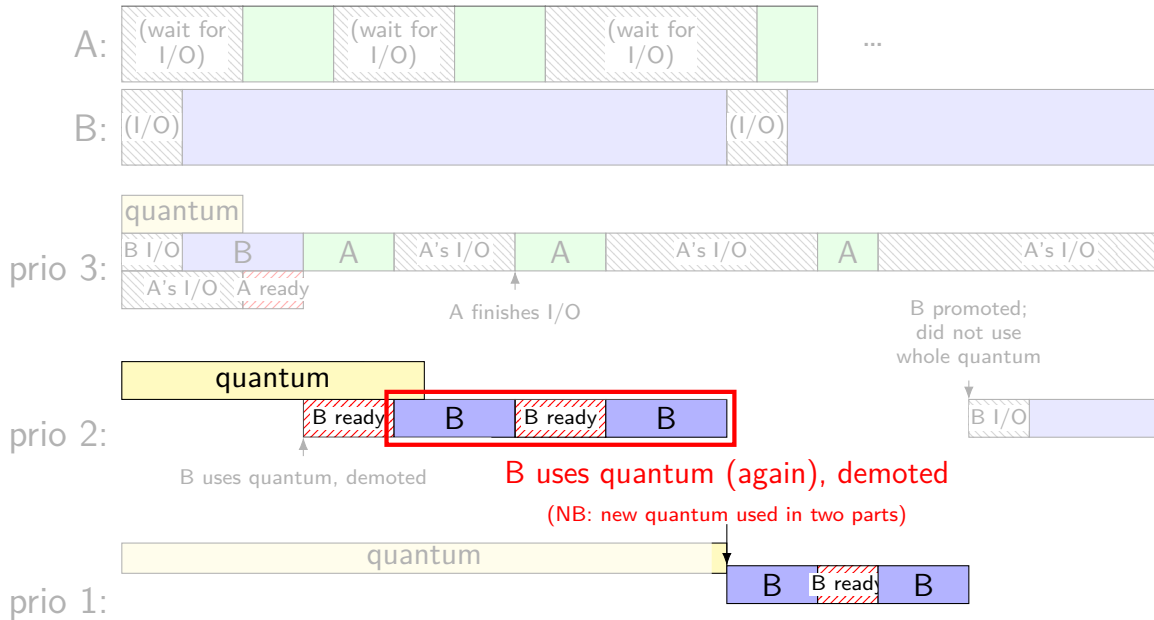 A:
(wait for
I/O)
(wait for
I/O)
(wait for
I/O)
...
B:
(I/O)
(I/O)
quantum
prio 3:
B I/O
B
A
A's I/O
A
A's I/O
A
A's I/O
A's I/O
A ready
A finishes I/O
B promoted;
did not use
whole quantum
quantum
prio 2:
B ready
B
B ready
B
B I/O
B uses quantum, demoted
B uses quantum (again), demoted
(NB: new quantum used in two parts)
quantum
prio 1:
B
B ready
B